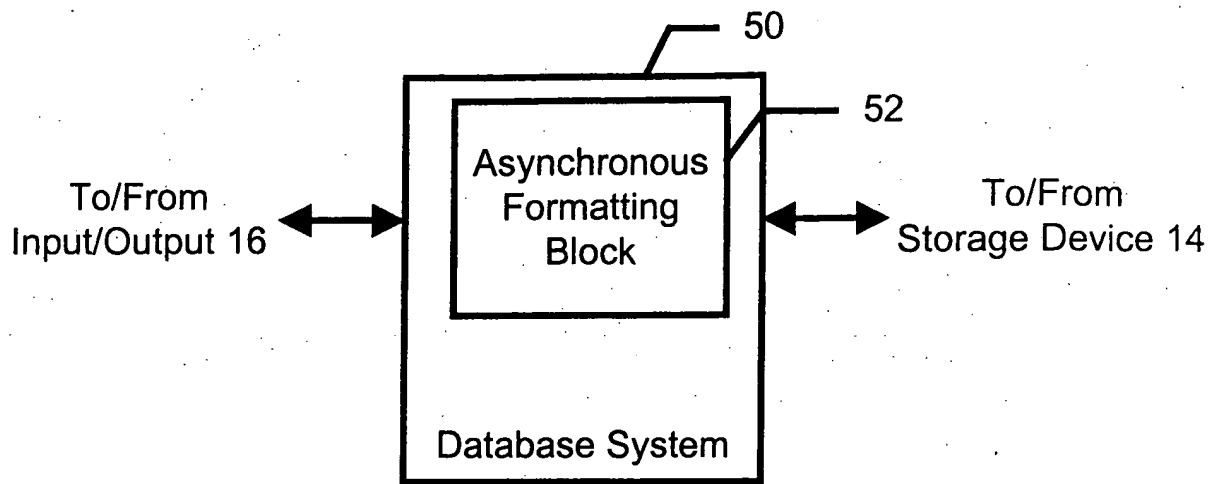 50
52
Asynchronous
Formatting
Block
To/From
Input/Output 16
To/From
Storage Device 14
Database System